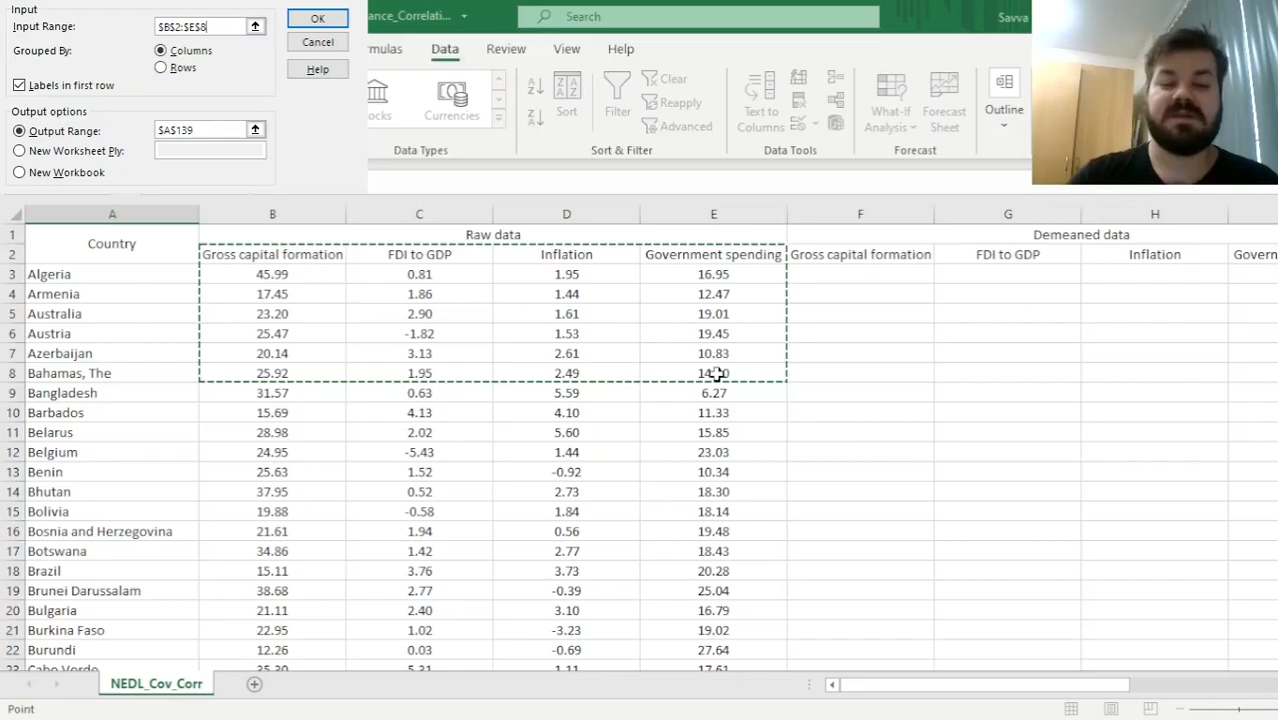 Input
Input Range: $B$2:$E$8
Grouped By: Columns
Rows
Labels in first row
Output options
Output Range: $A$139
New Worksheet Ply:
New Workbook
OK
Cancel
Help
ance_Correlati...
Search
Savva
rmulas Data Review View Help
ocks Currencies
Data Types
Sort Filter Clear Reapply Advanced
Sort & Filter
Text to Columns
Data Tools
What-If Analysis Forecast Sheet
Forecast
Outline
A B C D E F G H
1 Country Raw data Demeaned data
2 Gross capital formation FDI to GDP Inflation Government spending Gross capital formation FDI to GDP Inflation Govern
3 Algeria 45.99 0.81 1.95 16.95
4 Armenia 17.45 1.86 1.44 12.47
5 Australia 23.20 2.90 1.61 19.01
6 Austria 25.47 -1.82 1.53 19.45
7 Azerbaijan 20.14 3.13 2.61 10.83
8 Bahamas, The 25.92 1.95 2.49
9 Bangladesh 31.57 0.63 5.59 6.27
10 Barbados 15.69 4.13 4.10 11.33
11 Belarus 28.98 2.02 5.60 15.85
12 Belgium 24.95 -5.43 1.44 23.03
13 Benin 25.63 1.52 -0.92 10.34
14 Bhutan 37.95 0.52 2.73 18.30
15 Bolivia 19.88 -0.58 1.84 18.14
16 Bosnia and Herzegovina 21.61 1.94 0.56 19.48
17 Botswana 34.86 1.42 2.77 18.43
18 Brazil 15.11 3.76 3.73 20.28
19 Brunei Darussalam 38.68 2.77 -0.39 25.04
20 Bulgaria 21.11 2.40 3.10 16.79
21 Burkina Faso 22.95 1.02 -3.23 19.02
22 Burundi 12.26 0.03 -0.69 27.64
23 Cabo Verde 35.30 5.31 1.11 17.61
NEDL_Cov_Corr
Point